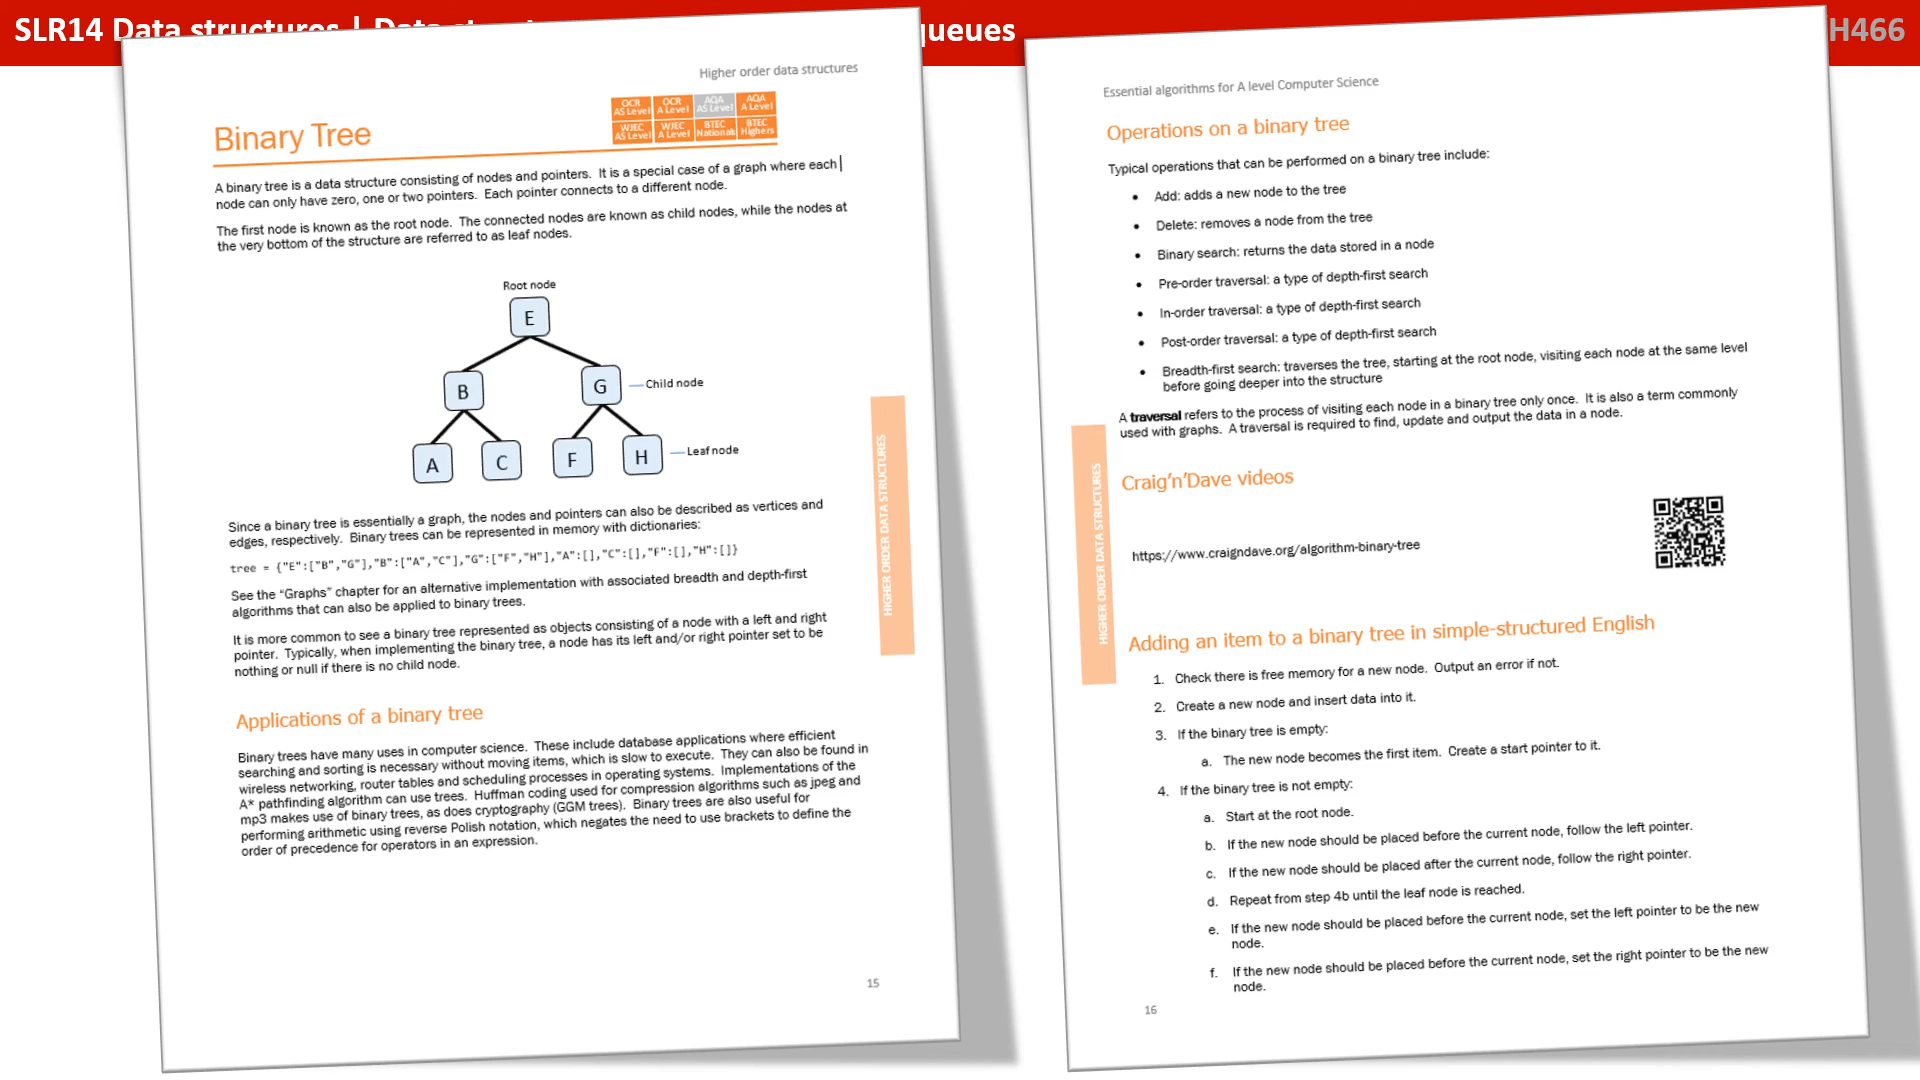 SLR14 Data structures | Data
queues
H466
Higher order data structures
Binary Tree
OCR AS Level
OCR A Level
AQA AS Level
AQA A Level
WJEC AS Level
WJEC A Level
BTEC Nationals
BTEC Highers
A binary tree is a data structure consisting of nodes and pointers. It is a special case of a graph where each
node can only have zero, one or two pointers. Each pointer connects to a different node.
The first node is known as the root node. The connected nodes are known as child nodes, while the nodes at
the very bottom of the structure are referred to as leaf nodes.
Root node
E
B
G
Child node
A
C
F
H
Leaf node
Since a binary tree is essentially a graph, the nodes and pointers can also be described as vertices and
edges, respectively. Binary trees can be represented in memory with dictionaries:
tree = {"E":["B","G"],"B":["A","C"],"G":["F","H"],"A":[],"C":[],"F":[],"H":[]}
See the “Graphs” chapter for an alternative implementation with associated breadth and depth-first
algorithms that can also be applied to binary trees.
It is more common to see a binary tree represented as objects consisting of a node with a left and right
pointer. Typically, when implementing the binary tree, a node has its left and/or right pointer set to be
nothing or null if there is no child node.
Applications of a binary tree
Binary trees have many uses in computer science. These include database applications where efficient
searching and sorting is necessary without moving items, which is slow to execute. They can also be found in
wireless networking, router tables and scheduling processes in operating systems. Implementations of the
A* pathfinding algorithm can use trees. Huffman coding used for compression algorithms such as jpeg and
mp3 makes use of binary trees, as does cryptography (GGM trees). Binary trees are also useful for
performing arithmetic using reverse Polish notation, which negates the need to use brackets to define the
order of precedence for operators in an expression.
HIGHER ORDER DATA STRUCTURES
15
Essential algorithms for A level Computer Science
Operations on a binary tree
Typical operations that can be performed on a binary tree include:
• Add: adds a new node to the tree
• Delete: removes a node from the tree
• Binary search: returns the data stored in a node
• Pre-order traversal: a type of depth-first search
• In-order traversal: a type of depth-first search
• Post-order traversal: a type of depth-first search
• Breadth-first search: traverses the tree, starting at the root node, visiting each node at the same level
before going deeper into the structure
A traversal refers to the process of visiting each node in a binary tree only once. It is also a term commonly
used with graphs. A traversal is required to find, update and output the data in a node.
HIGHER ORDER DATA STRUCTURES
Craig'n'Dave videos
https://www.craigndave.org/algorithm-binary-tree
Adding an item to a binary tree in simple-structured English
1. Check there is free memory for a new node. Output an error if not.
2. Create a new node and insert data into it.
3. If the binary tree is empty:
a. The new node becomes the first item. Create a start pointer to it.
4. If the binary tree is not empty:
a. Start at the root node.
b. If the new node should be placed before the current node, follow the left pointer.
c. If the new node should be placed after the current node, follow the right pointer.
d. Repeat from step 4b until the leaf node is reached.
e. If the new node should be placed before the current node, set the left pointer to be the new
node.
f. If the new node should be placed before the current node, set the right pointer to be the new
node.
16